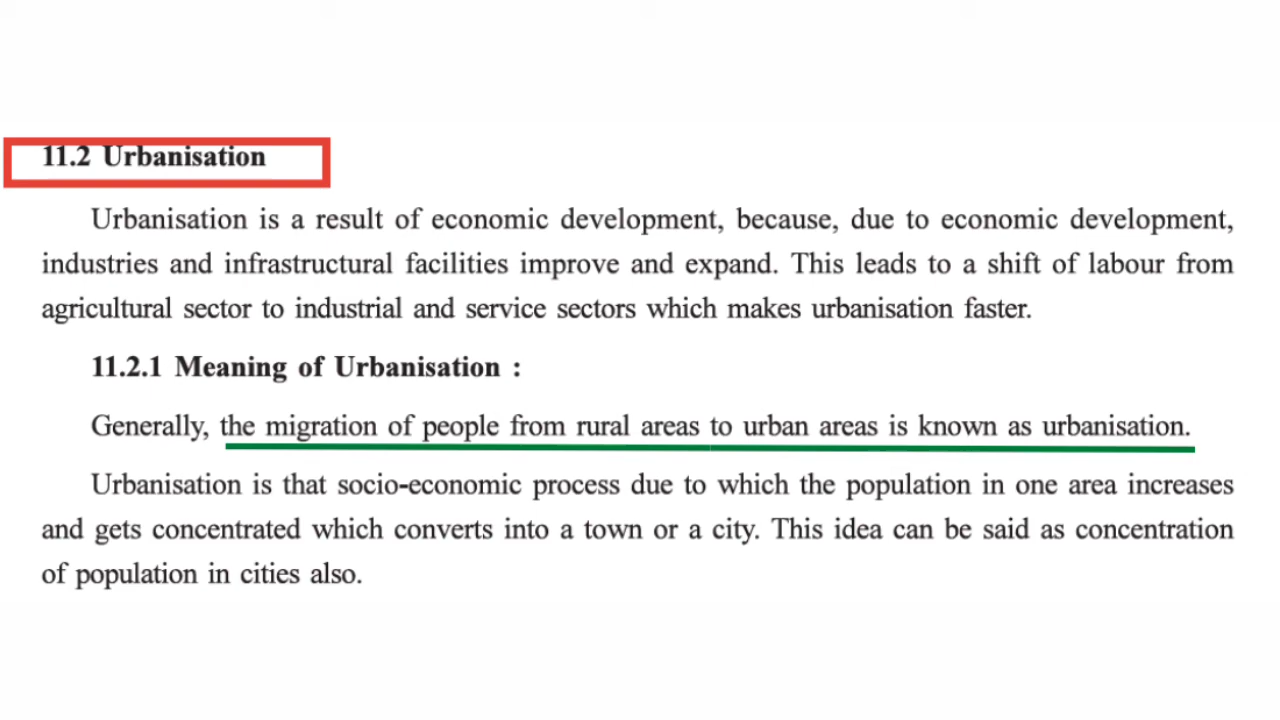 11.2 Urbanisation
Urbanisation is a result of economic development, because, due to economic development,
industries and infrastructural facilities improve and expand. This leads to a shift of labour from
agricultural sector to industrial and service sectors which makes urbanisation faster.
11.2.1 Meaning of Urbanisation :
Generally, the migration of people from rural areas to urban areas is known as urbanisation.
Urbanisation is that socio-economic process due to which the population in one area increases
and gets concentrated which converts into a town or a city. This idea can be said as concentration
of population in cities also.